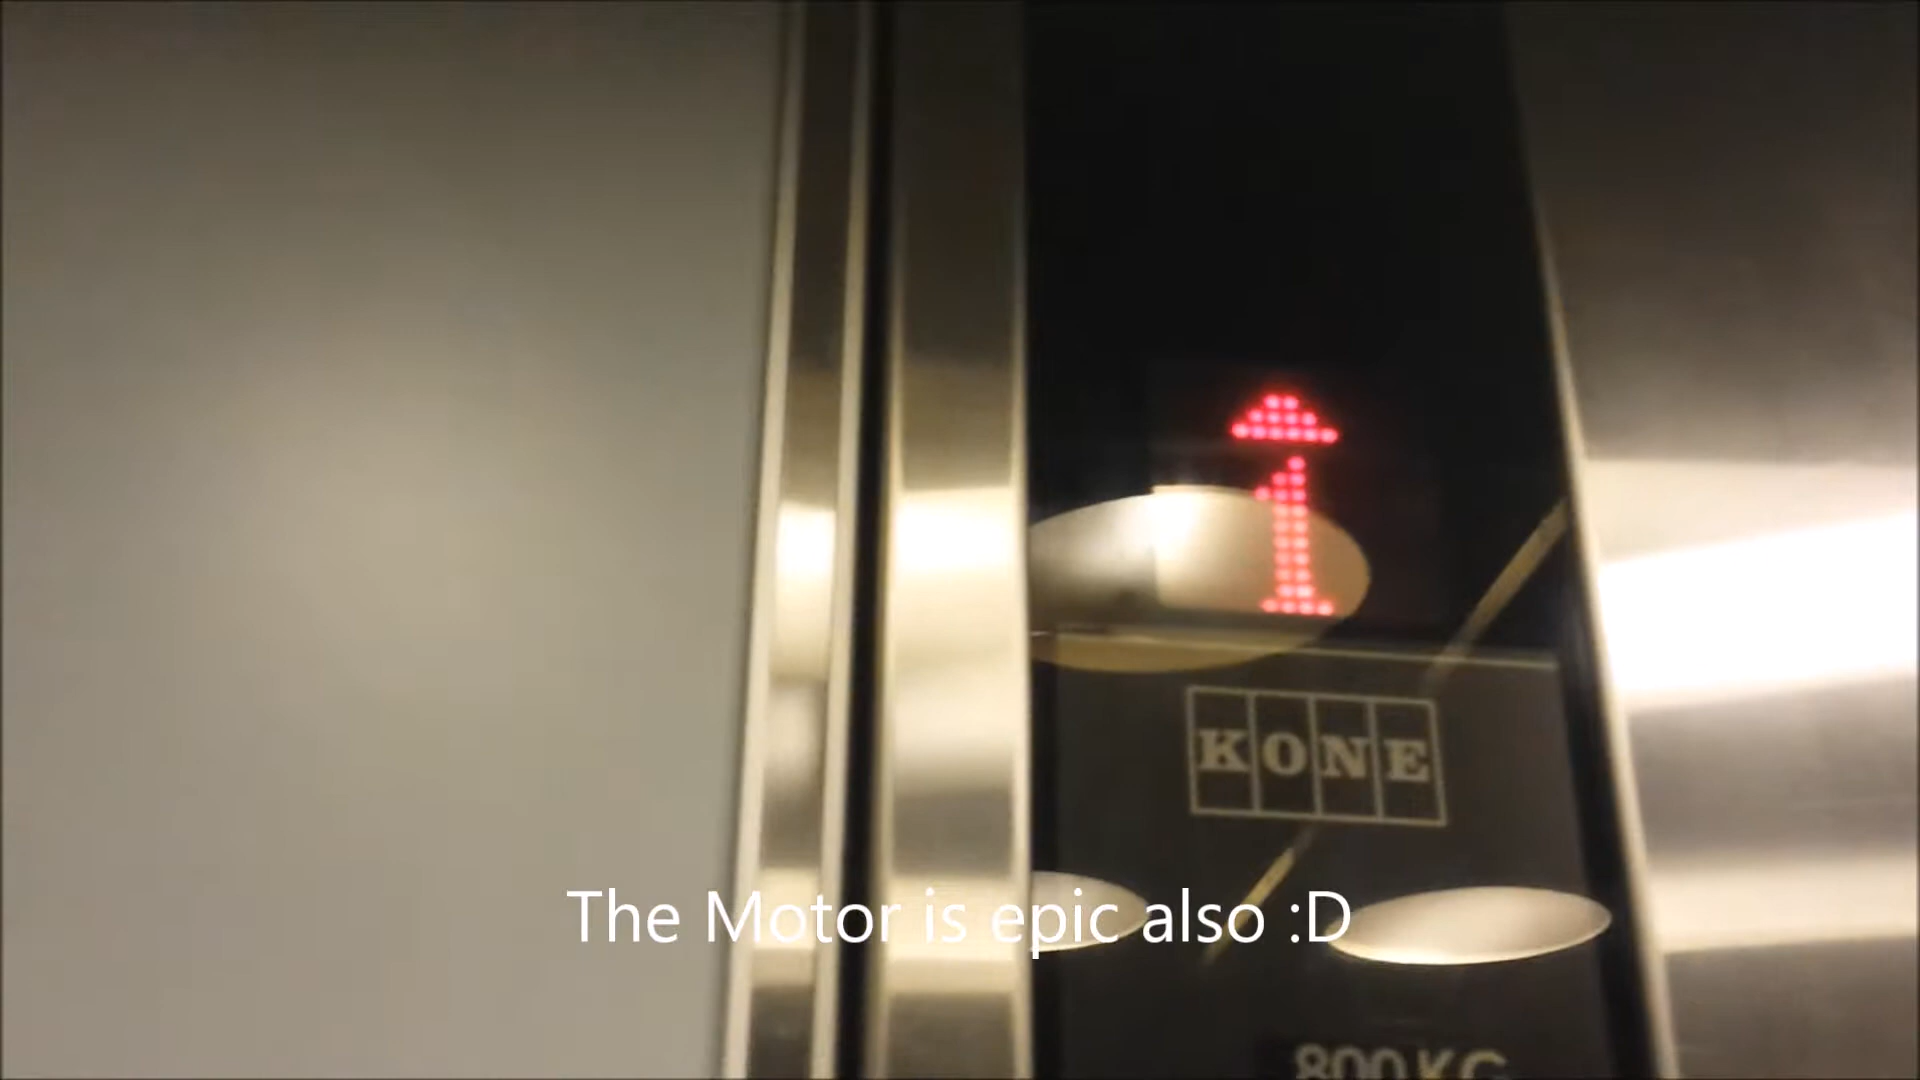 1
KONE
800KG
The Motor is epic also :D